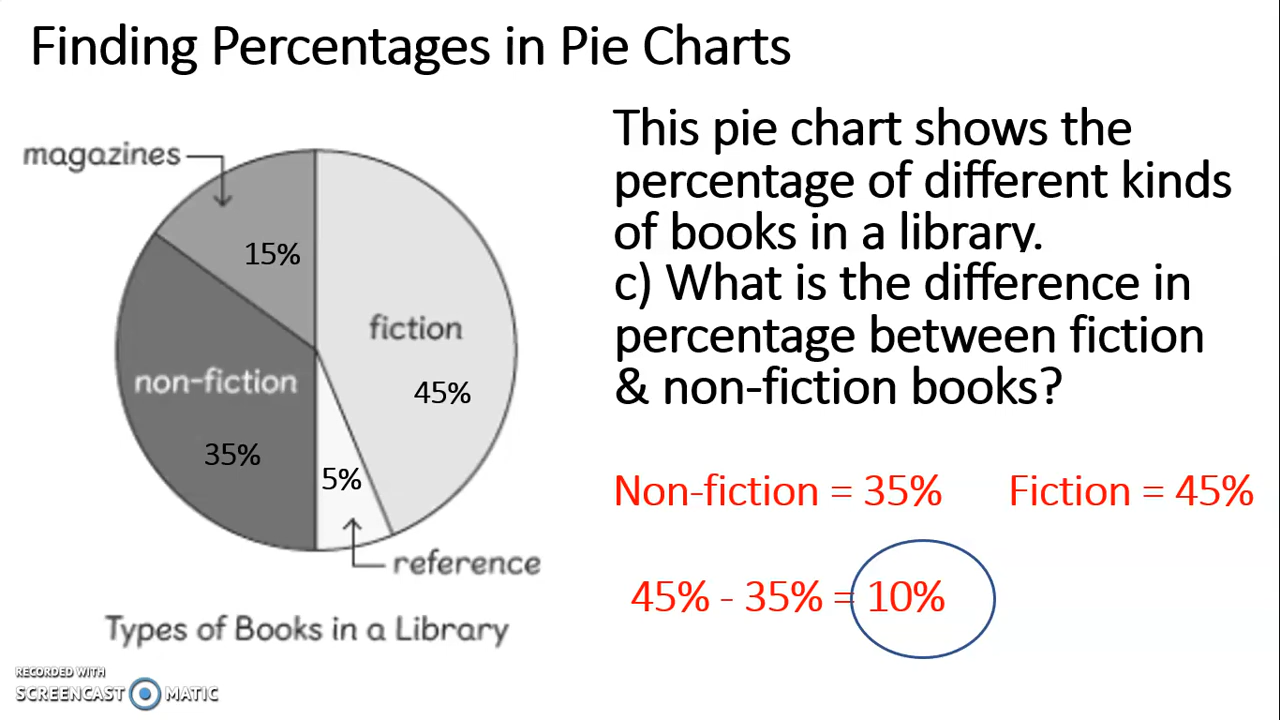 Finding Percentages in Pie Charts
magazines
15%
fiction
45%
non-fiction
35%
5%
reference
Types of Books in a Library
This pie chart shows the
percentage of different kinds
of books in a library.
c) What is the difference in
percentage between fiction
& non-fiction books?
Non-fiction = 35% Fiction = 45%
45% - 35% = 10%
RECORDED WITH
SCREENCAST MATIC